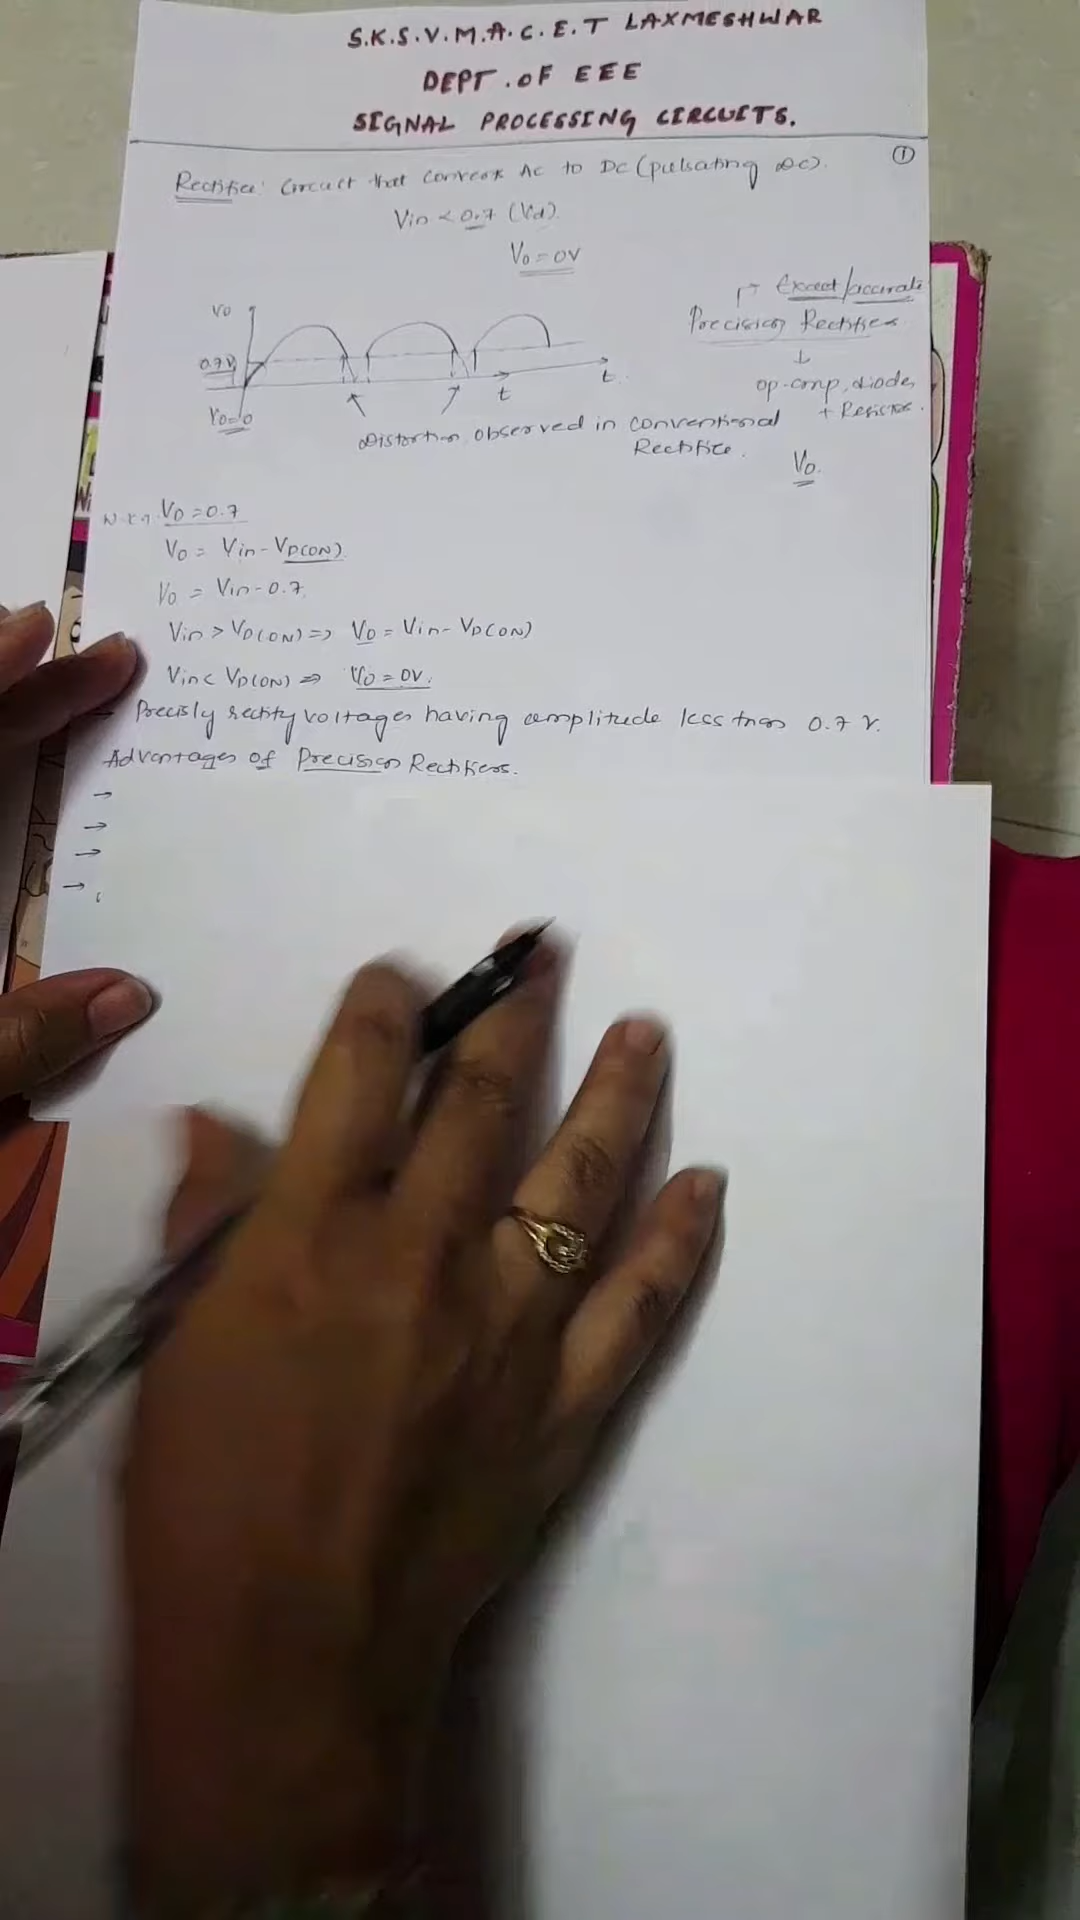 S.K.S.V.M.A.C.E.T LAXMESHWAR
DEPT. OF EEE
SIGNAL PROCESSING CIRCUITS.
1
Rectifier: Circuit that converts AC to DC (pulsating DC).
Vin < 0.7 (Vd)
Vo = 0V
Vo
0.7V
Vo=0
t
t
Distortion observed in conventional
Rectifier.
Exact/accurate
Precision Rectifier
↓
op-amp, diodes
+ Resistor.
Vo.
W.K.T. VD = 0.7
Vo = Vin - VD(ON)
Vo = Vin - 0.7
Vin > VD(ON) => Vo = Vin - VD(ON)
Vin < VD(ON) => Vo = 0V.
→ Precisly rectify voltages having amplitude less than 0.7 V.
Advantages of Precision Rectifiers.
→
→
→
→